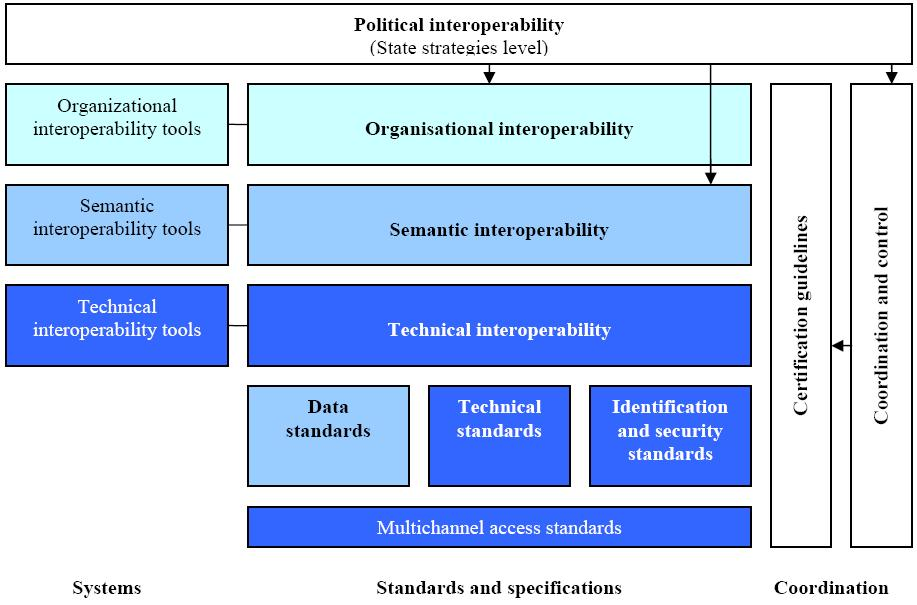 Political interoperability
(State strategies level)
Organizational
interoperability tools
Organisational interoperability
Semantic
interoperability tools
Semantic interoperability
Technical
interoperability tools
Technical interoperability
Data
standards
Technical
standards
Identification
and security
standards
Multichannel access standards
Certification guidelines
Coordination and control
Systems
Standards and specifications
Coordination